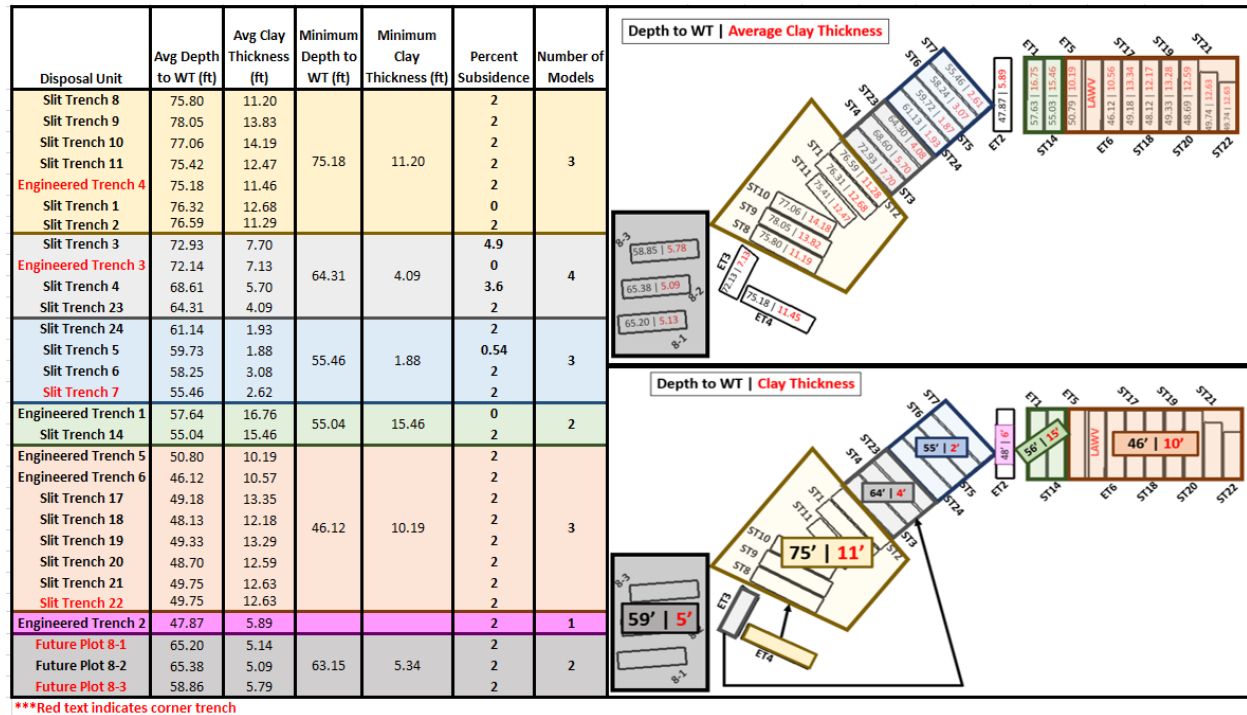 Disposal Unit Avg Depth to WT (ft) Avg Clay Thickness (ft) Minimum Depth to WT (ft) Minimum Clay Thickness (ft) Percent Subsidence Number of Models
Slit Trench 8 75.80 11.20 2
Slit Trench 9 78.05 13.83 2
Slit Trench 10 77.06 14.19 2
Slit Trench 11 75.42 12.47 75.18 11.20 2 3
Engineered Trench 4 75.18 11.46 2
Slit Trench 1 76.32 12.68 0
Slit Trench 2 76.59 11.29 2
Slit Trench 3 72.93 7.70 4.9
Engineered Trench 3 72.14 7.13 64.31 4.09 0 4
Slit Trench 4 68.61 5.70 3.6
Slit Trench 23 64.31 4.09 2
Slit Trench 24 61.14 1.93 2
Slit Trench 5 59.73 1.88 55.46 1.88 0.54 3
Slit Trench 6 58.25 3.08 2
Slit Trench 7 55.46 2.62 2
Engineered Trench 1 57.64 16.76 55.04 15.46 0 2
Slit Trench 14 55.04 15.46 2
Engineered Trench 5 50.80 10.19 2
Engineered Trench 6 46.12 10.57 2
Slit Trench 17 49.18 13.35 2
Slit Trench 18 48.13 12.18 46.12 10.19 2 3
Slit Trench 19 49.33 13.29 2
Slit Trench 20 48.70 12.59 2
Slit Trench 21 49.75 12.63 2
Slit Trench 22 49.75 12.63 2
Engineered Trench 2 47.87 5.89 2 1
Future Plot 8-1 65.20 5.14 2
Future Plot 8-2 65.38 5.09 63.15 5.34 2 2
Future Plot 8-3 58.86 5.79 2
***Red text indicates corner trench
Depth to WT | Average Clay Thickness
ST7
ST6
ST23
ST4
55.46 | 2.61
58.24 | 3.07
59.72 | 1.87
61.13 | 1.93
64.30 | 4.08
68.60 | 5.70
72.93 | 7.70
ST5
ST24
ST3
ST2
ST1
ST11
76.59 | 11.28
76.31 | 12.68
75.41 | 12.47
ST10
ST9
ST8
77.06 | 14.18
78.05 | 13.82
75.80 | 11.19
ET3
72.13 | 7.13
75.18 | 11.45
ET4
8-3
58.85 | 5.78
65.38 | 5.09
8-2
65.20 | 5.13
8-1
47.87 | 5.89
ET2
ET1 ET5 ST17 ST19 ST21
57.63 | 16.75
55.03 | 15.46
50.79 | 10.19
LAWV
46.12 | 10.56
49.18 | 13.34
48.12 | 12.17
49.33 | 13.28
48.69 | 12.59
49.74 | 12.63
49.74 | 12.63
ST14 ET6 ST18 ST20 ST22
Depth to WT | Clay Thickness
ST7
ST6
ST23
ST4
55' | 2'
64' | 4'
ST5
ST24
ST3
ST2
ST1
ST11
ST10
ST9
ST8
75' | 11'
ET3
ET4
8-3
59' | 5'
8-1
48' | 6'
ET2
ET1 ET5 ST17 ST19 ST21
56' | 15'
LAWV
46' | 10'
ST14 ET6 ST18 ST20 ST22